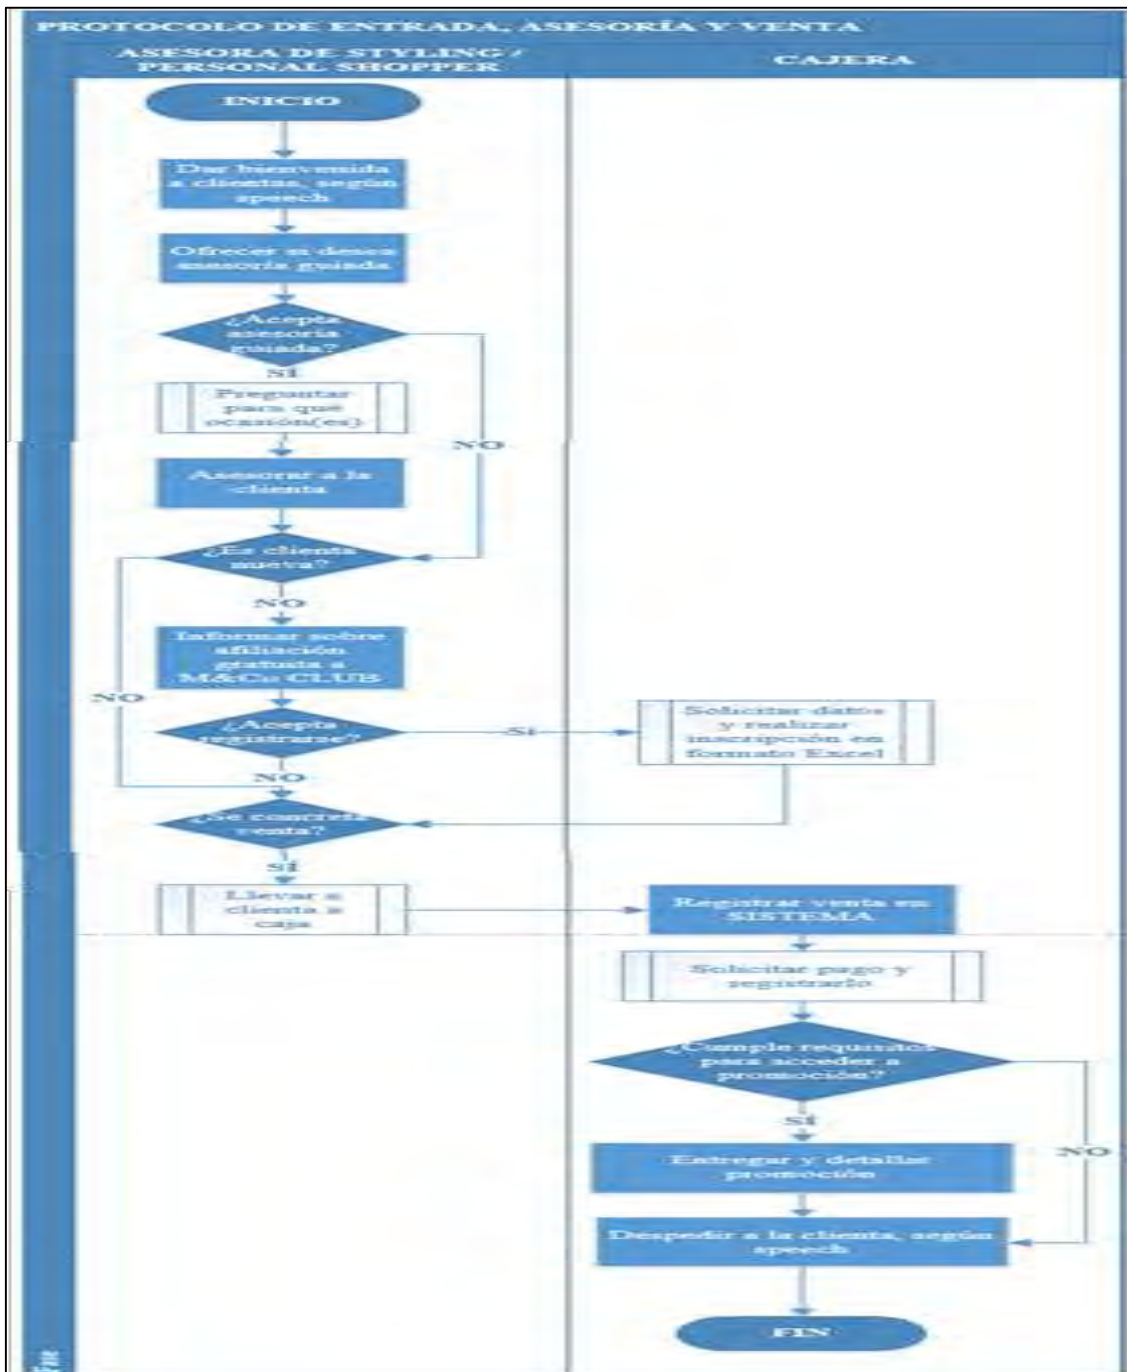 PROTOCOLO DE ENTRADA, ASESORÍA Y VENTA
ASESORA DE STYLING /
PERSONAL SHOPPER
CAJERA
INICIO
Dar bienvenida
a clientas, según
speech
Ofrecer si desea
asesoría guiada
¿Acepta
asesoría
guiada?
SÍ
Preguntar
para qué
ocasión(es)
NO
Asesorar a la
clienta
¿Es clienta
nueva?
NO
Informar sobre
afiliación
gratuita a
M&Co CLUB
NO
¿Acepta
registrarse?
SI
Solicitar datos
y realizar
inscripción en
formato Excel
NO
¿Se concreta
venta?
SÍ
Llevar a
clienta a
caja
Registrar venta en
SISTEMA
Solicitar pago y
registrarlo
¿Cumple requisitos
para acceder a
promoción?
SÍ
NO
Entregar y detallar
promoción
Despedir a la clienta, según
speech
FIN
Fase